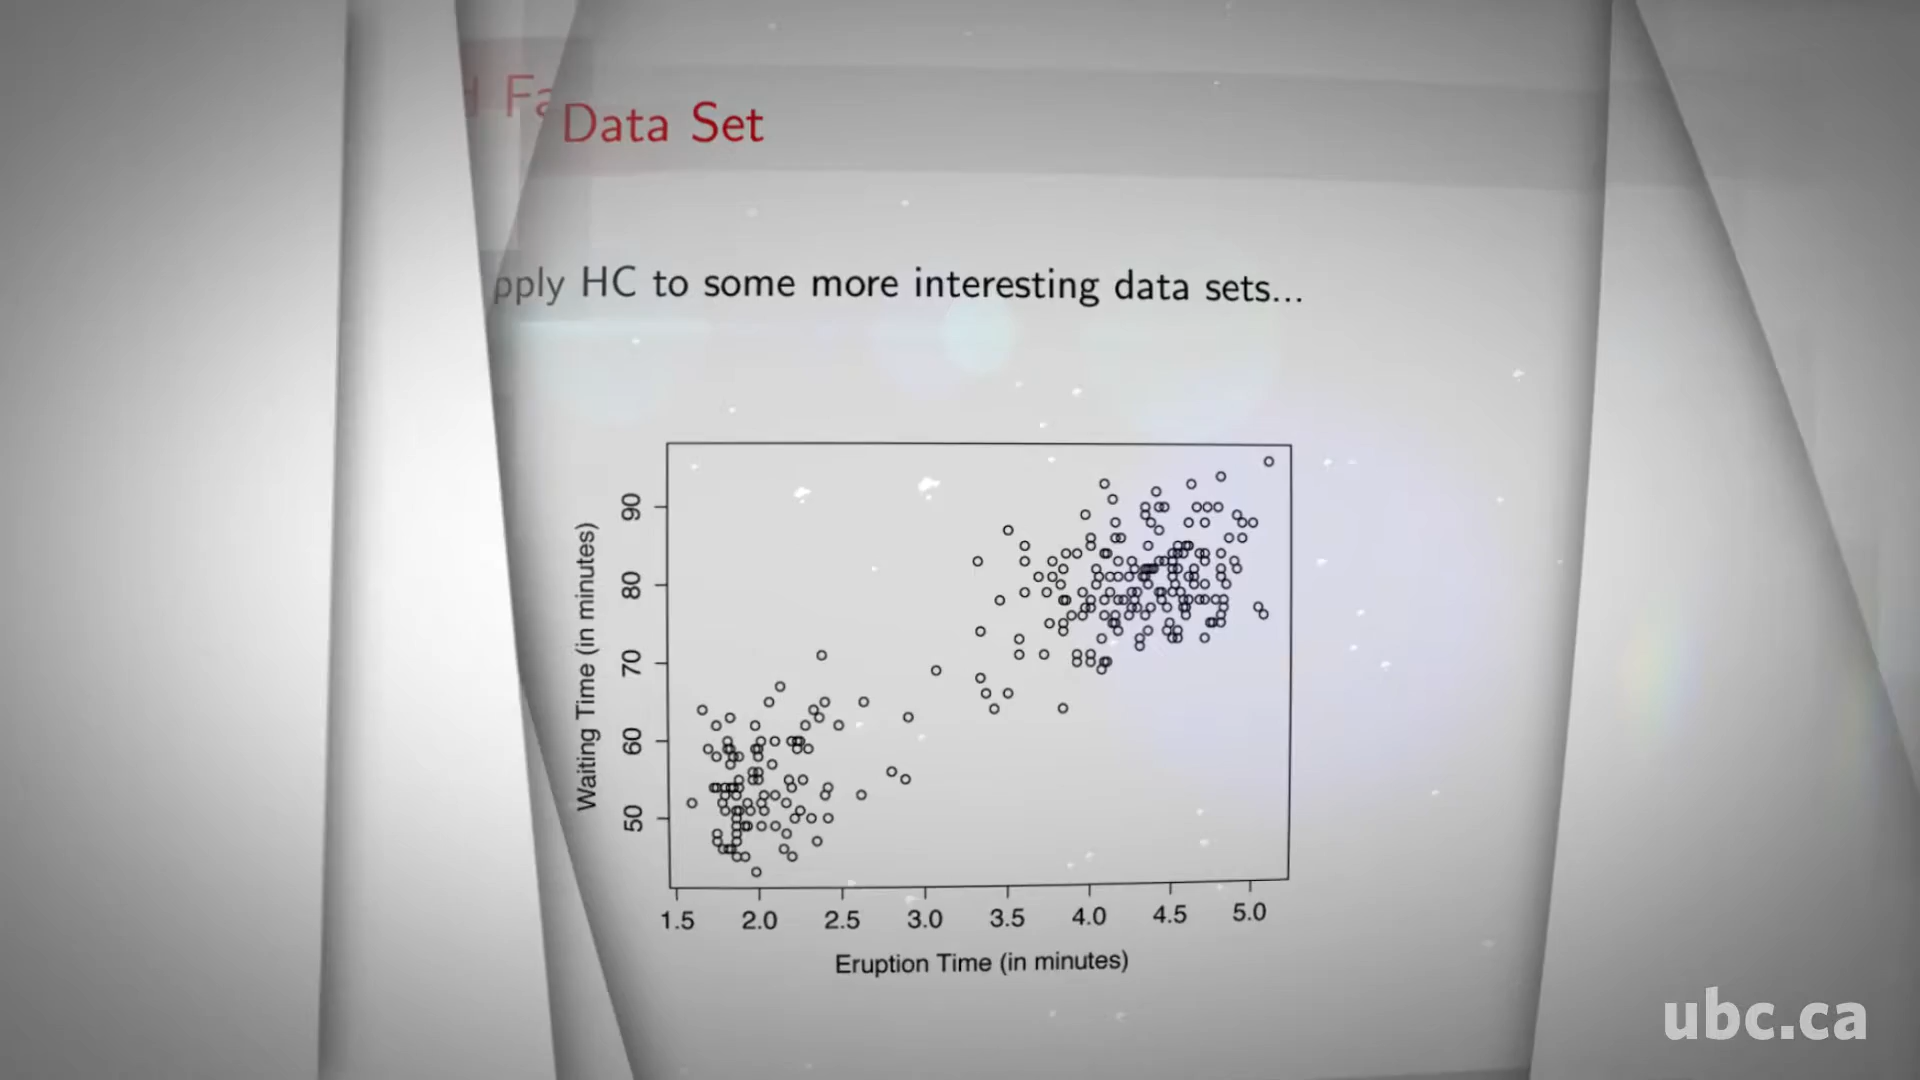 Data Set
pply HC to some more interesting data sets...
Waiting Time (in minutes)
90
80
70
60
50
1.5 2.0 2.5 3.0 3.5 4.0 4.5 5.0
Eruption Time (in minutes)
ubc.ca